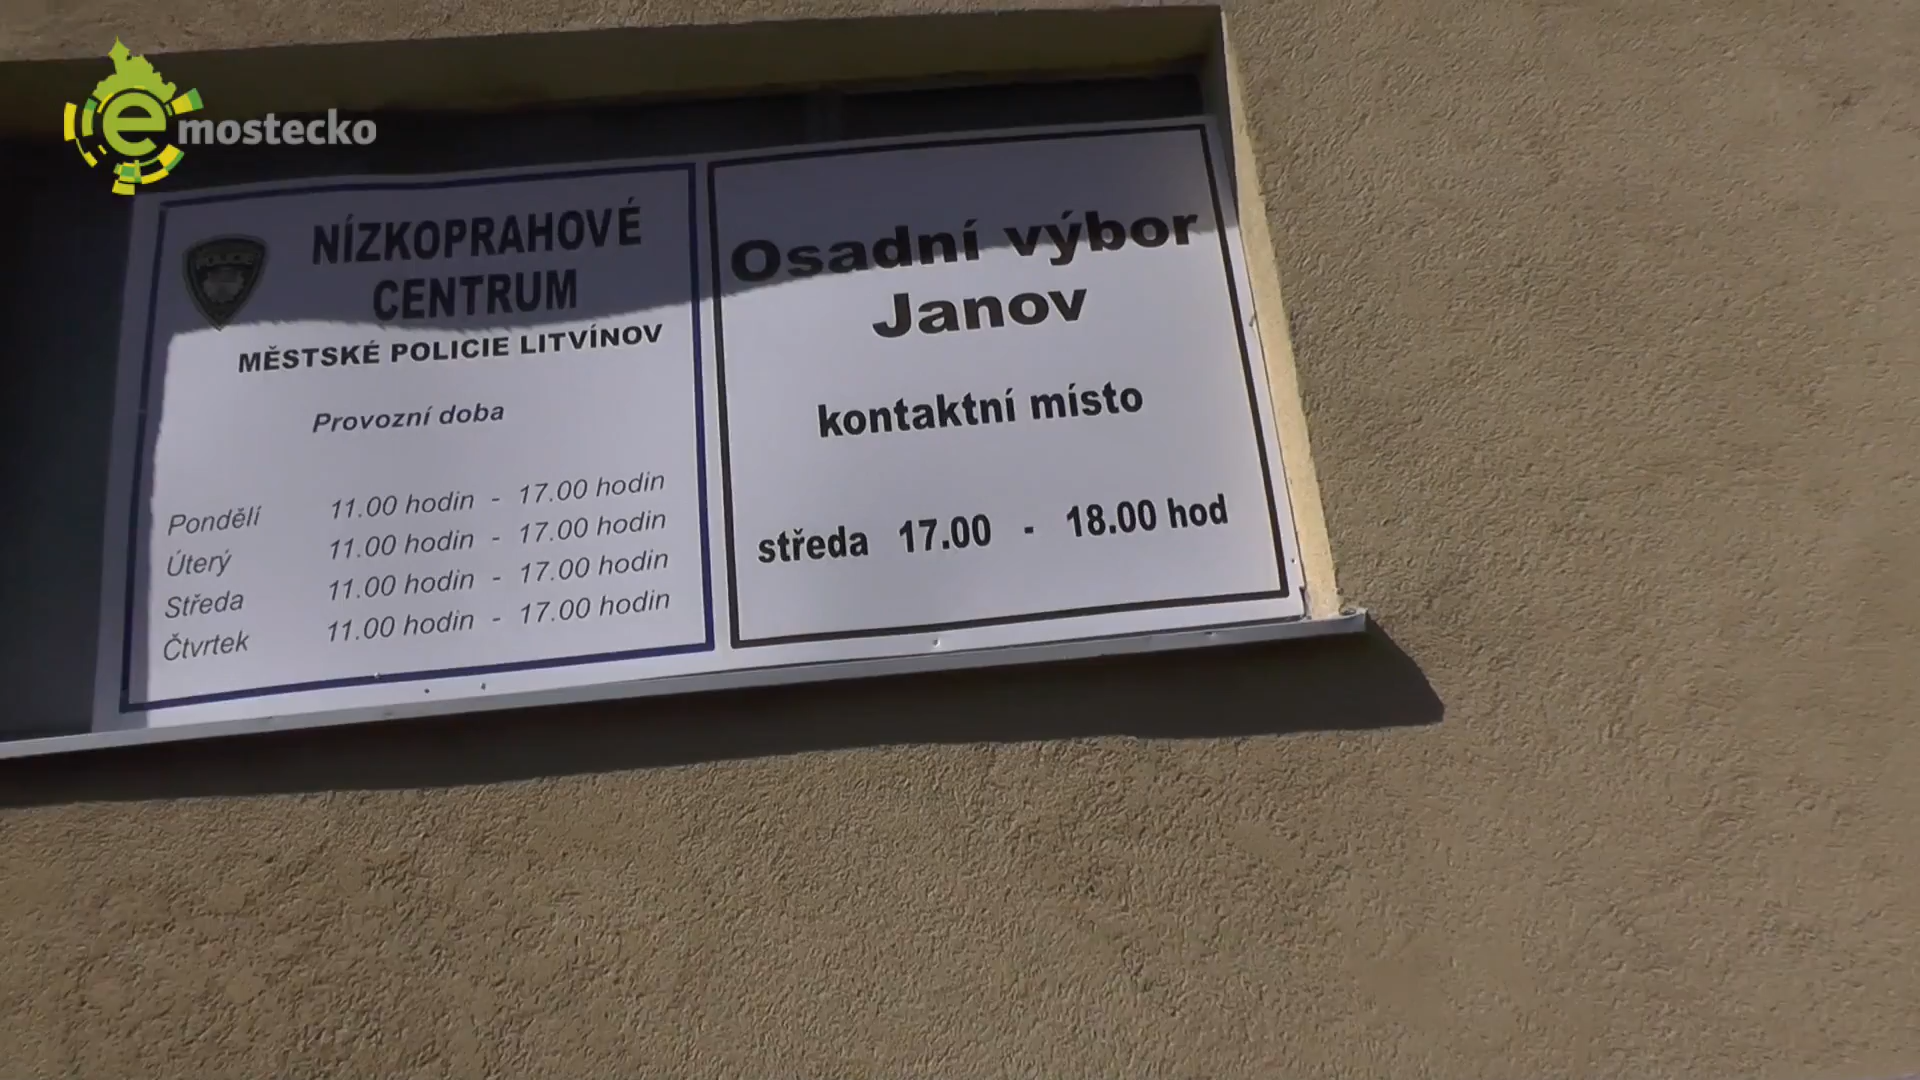 e mostecko
POLICIE
NÍZKOPRAHOVÉ
CENTRUM
MĚSTSKÉ POLICIE LITVÍNOV
Provozní doba
Pondělí 11.00 hodin - 17.00 hodin
Úterý 11.00 hodin - 17.00 hodin
Středa 11.00 hodin - 17.00 hodin
Čtvrtek 11.00 hodin - 17.00 hodin
Osadní výbor
Janov
kontaktní místo
středa 17.00 - 18.00 hod